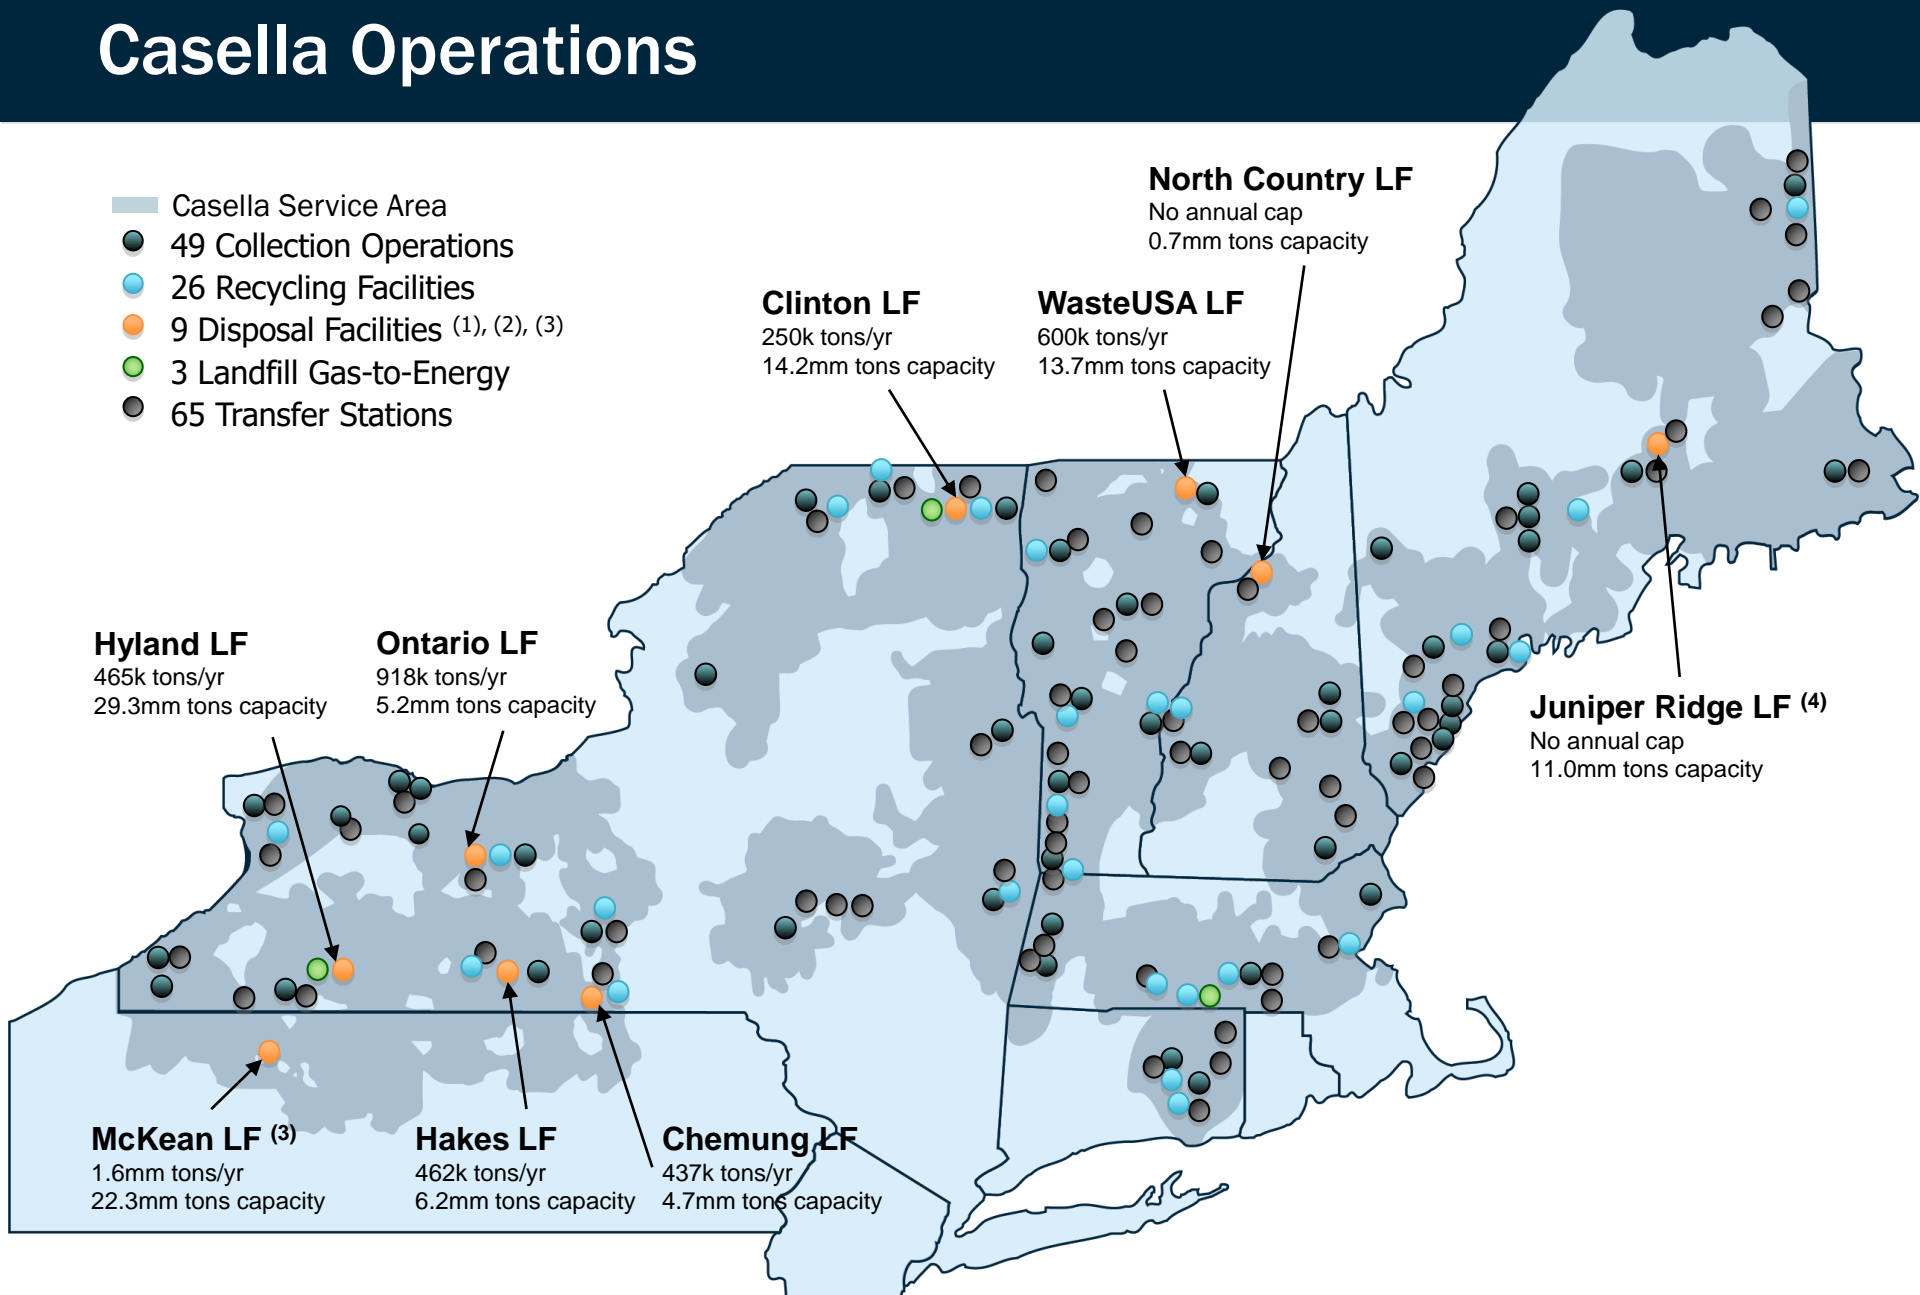 Casella Operations
Casella Service Area
49 Collection Operations
26 Recycling Facilities
9 Disposal Facilities (1), (2), (3)
3 Landfill Gas-to-Energy
65 Transfer Stations
North Country LF
No annual cap
0.7mm tons capacity
Clinton LF
250k tons/yr
14.2mm tons capacity
WasteUSA LF
600k tons/yr
13.7mm tons capacity
Hyland LF
465k tons/yr
29.3mm tons capacity
Ontario LF
918k tons/yr
5.2mm tons capacity
Juniper Ridge LF (4)
No annual cap
11.0mm tons capacity
McKean LF (3)
1.6mm tons/yr
22.3mm tons capacity
Hakes LF
462k tons/yr
6.2mm tons capacity
Chemung LF
437k tons/yr
4.7mm tons capacity